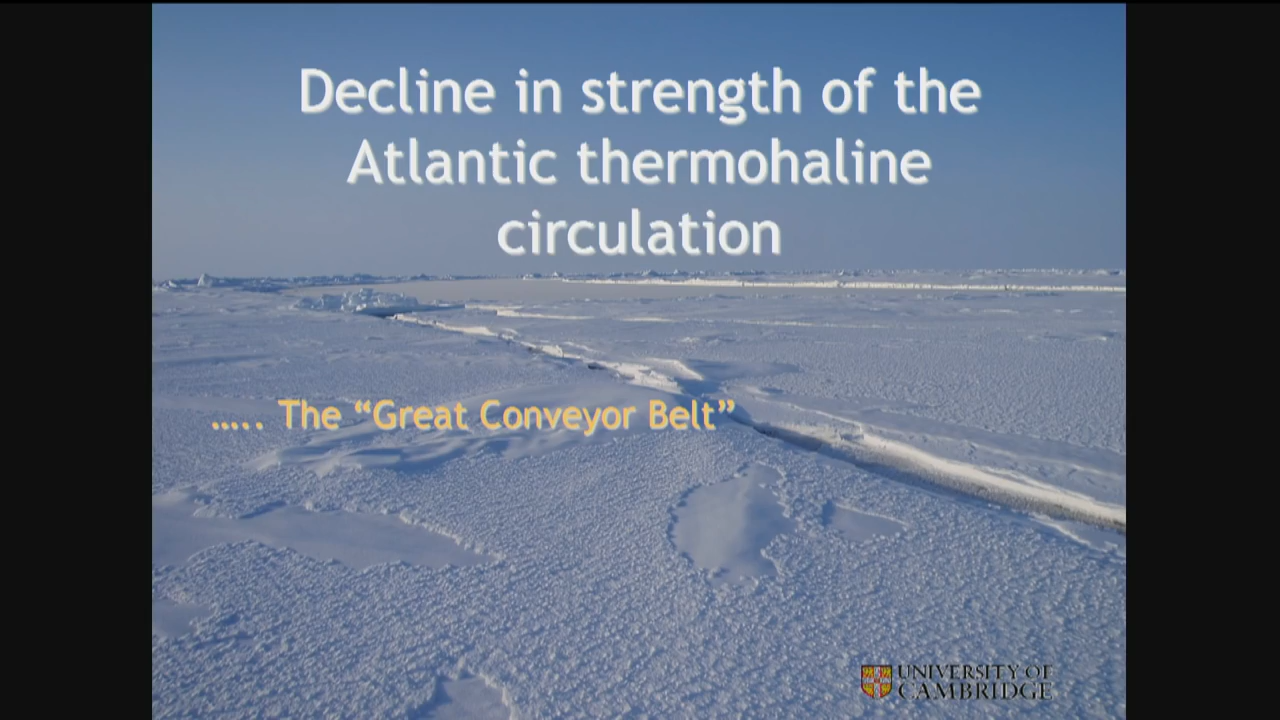 Decline in strength of the
Atlantic thermohaline
circulation
..... The “Great Conveyor Belt”
UNIVERSITY OF
CAMBRIDGE